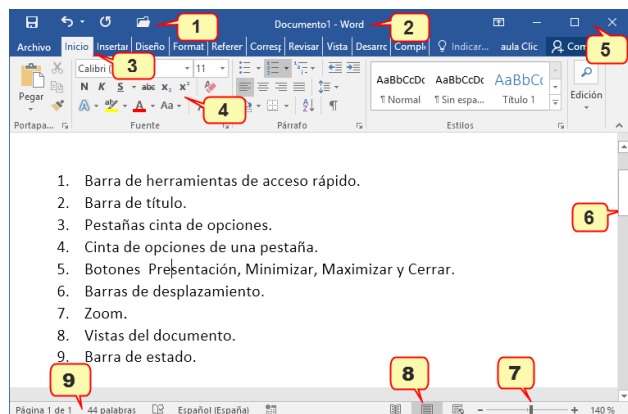 1
Documento1 - Word
2
Archivo Inicio Insertar Diseño Format Referer Corresp Revisar Vista Desarro Comple Indicar... aula Clic Com
3
5
Calibri ( 11
Pegar
N K S abc x₂ x²
A aby A Aa
4
AaBbCcDc AaBbCcDc AaBbCc
¶ Normal ¶ Sin espa... Título 1
Edición
Portapa... Fuente Párrafo Estilos
1. Barra de herramientas de acceso rápido.
2. Barra de título.
3. Pestañas cinta de opciones.
4. Cinta de opciones de una pestaña.
5. Botones Presentación, Minimizar, Maximizar y Cerrar.
6. Barras de desplazamiento.
7. Zoom.
8. Vistas del documento.
9. Barra de estado.
6
9
8
7
Página 1 de 1 44 palabras Español (España) - + 140 %